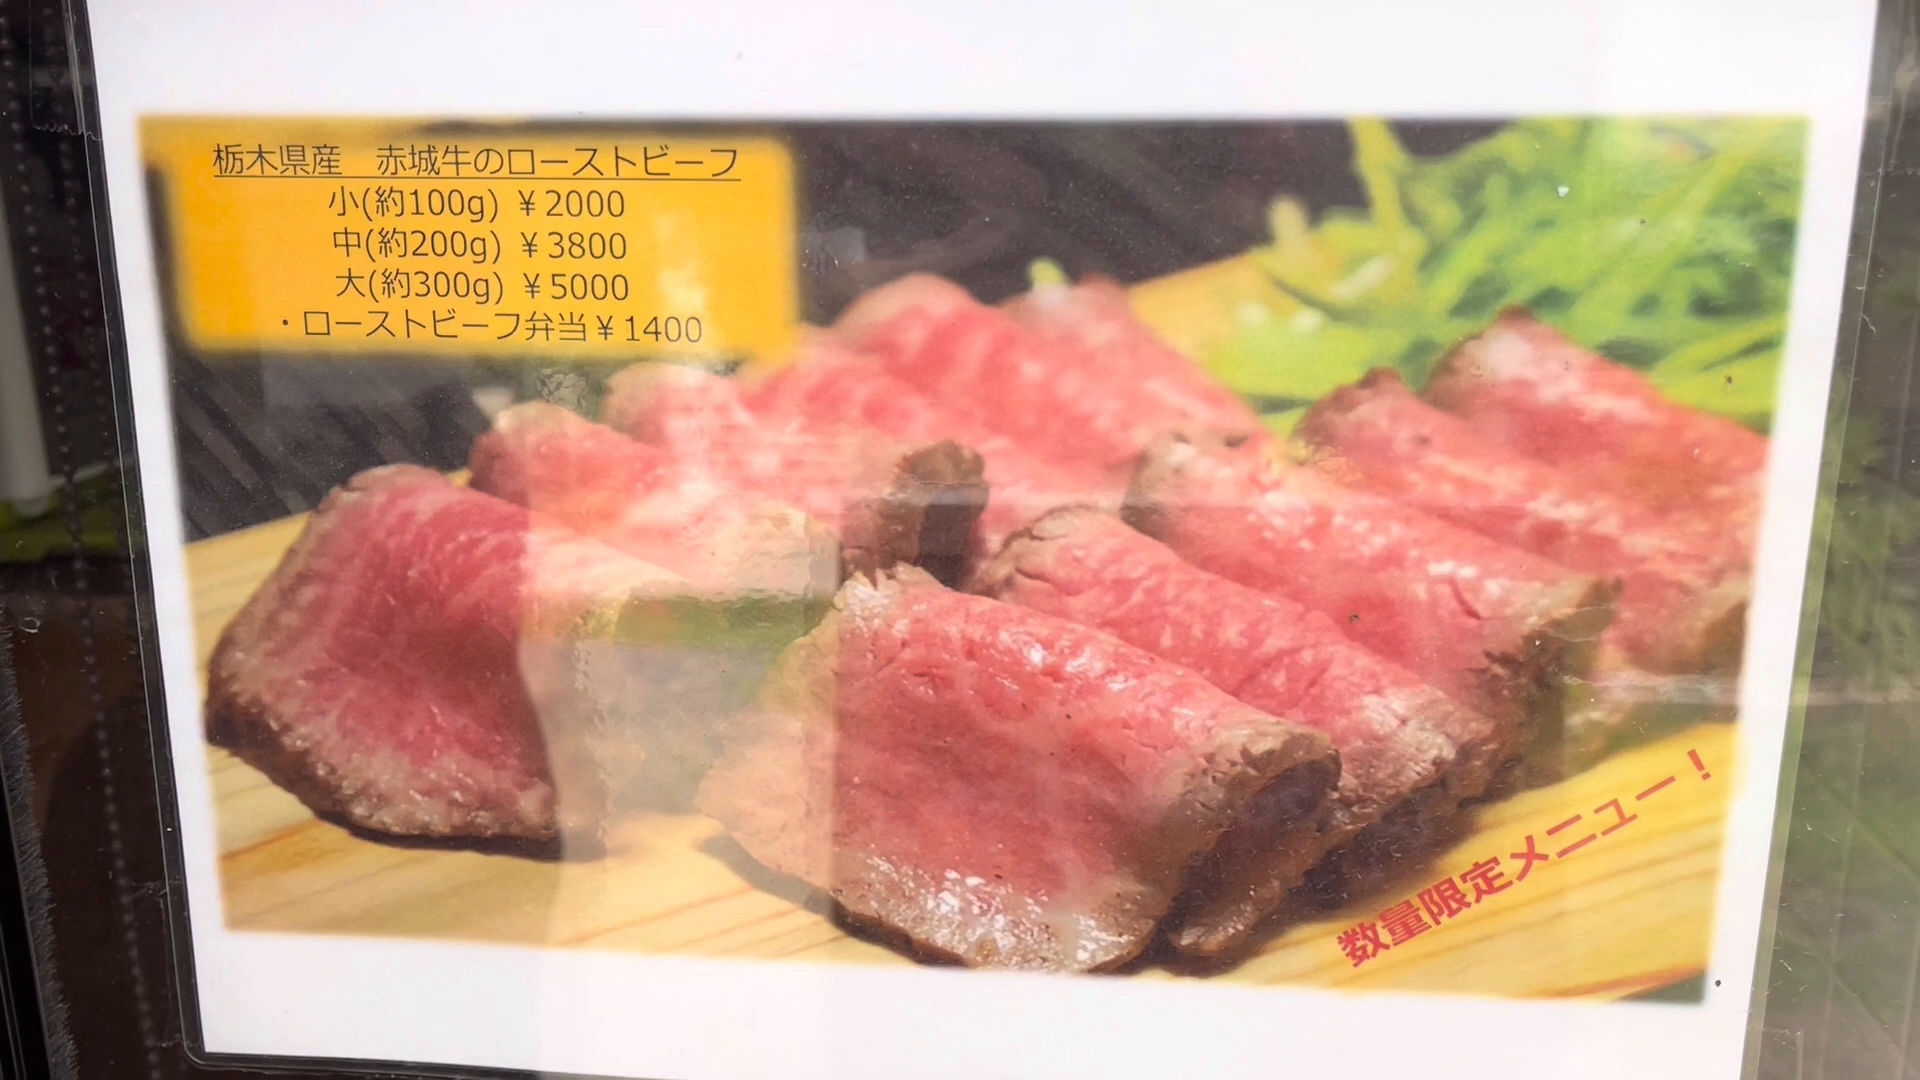 栃木県産　赤城牛のローストビーフ
小(約100g) ￥2000
中(約200g) ￥3800
大(約300g) ￥5000
・ローストビーフ弁当￥1400
数量限定メニュー！